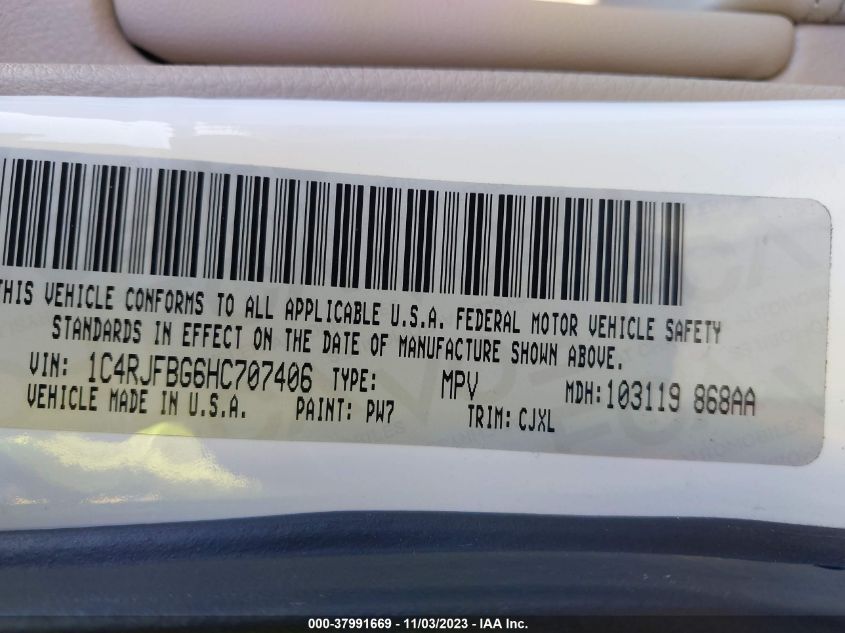 THIS VEHICLE CONFORMS TO ALL APPLICABLE U.S.A. FEDERAL MOTOR VEHICLE SAFETY
STANDARDS IN EFFECT ON THE DATE OF MANUFACTURE SHOWN ABOVE.
VIN: 1C4RJFBG6HC707406 TYPE: MPV MDH:103119 868AA
VEHICLE MADE IN U.S.A. PAINT: PW7 TRIM: CJXL
000-37991669 - 11/03/2023 - IAA Inc.